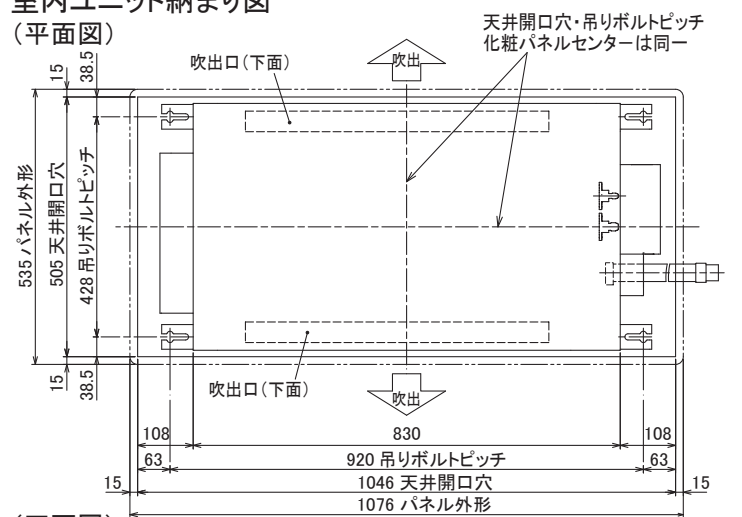 室内ユニット納まり図
(平面図)
天井開口穴・吊りボルトピッチ
化粧パネルセンターは同一
吹出口(下面)
吹出
15
38.5
535 パネル外形
505 天井開口穴
428 吊りボルトピッチ
15
38.5
吹出口(下面)
吹出
108
830
108
63
920 吊りボルトピッチ
63
15
1046 天井開口穴
15
1076 パネル外形